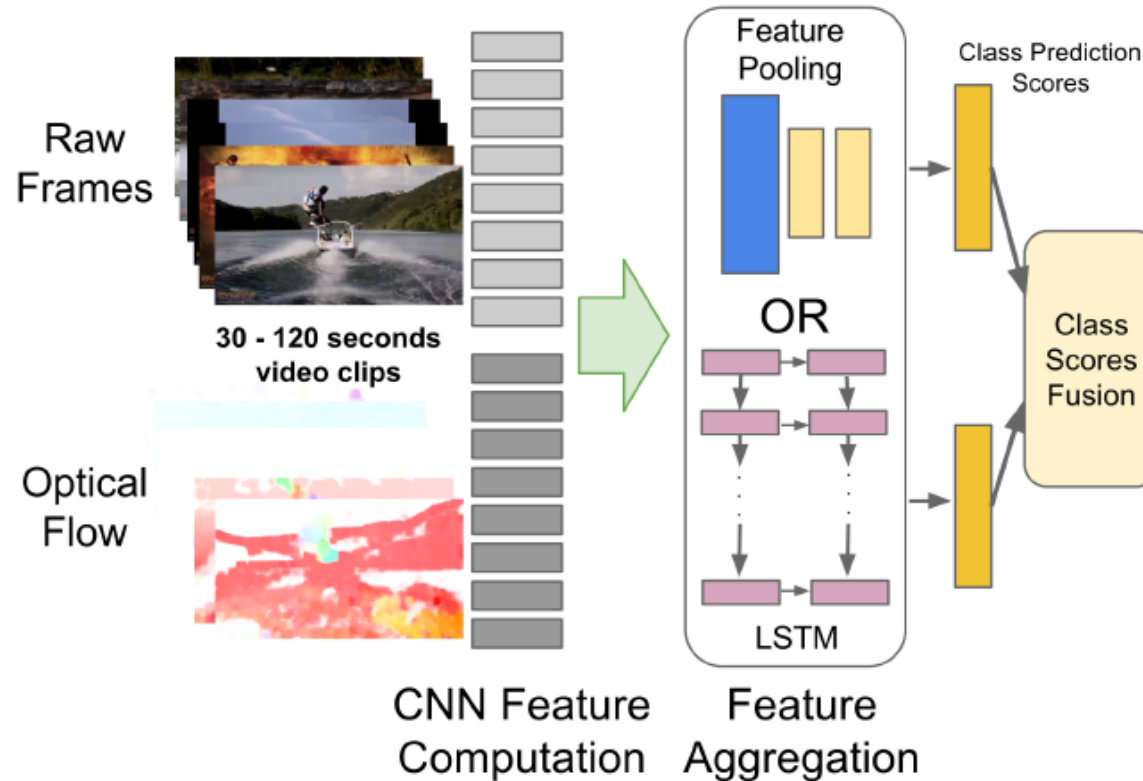 Raw
Frames
30 - 120 seconds
video clips
Optical
Flow
CNN Feature
Computation
Feature
Pooling
OR
LSTM
Feature
Aggregation
Class Prediction
Scores
Class
Scores
Fusion